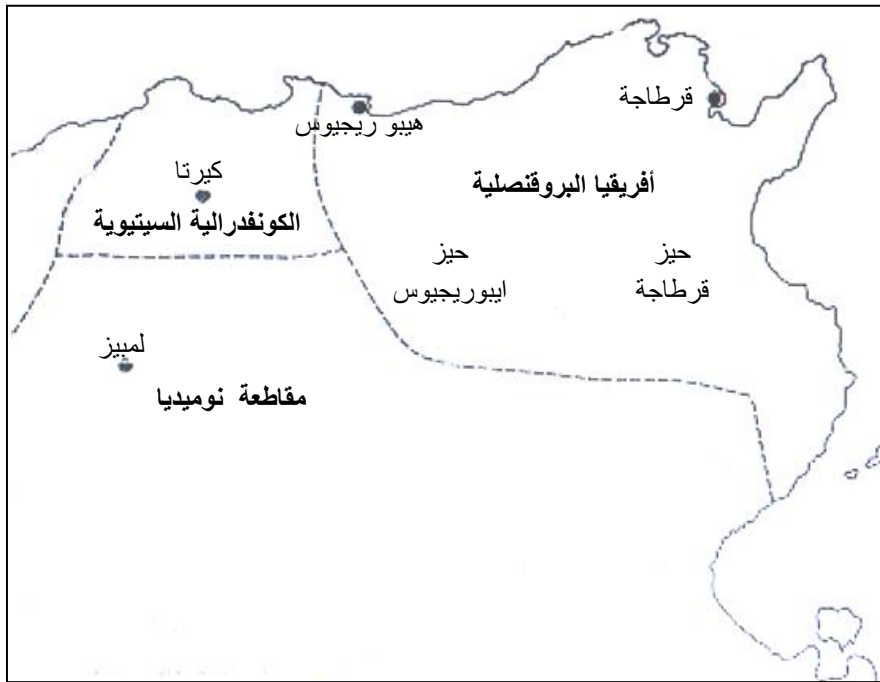 قرطاجة
هيبو ريجيوس
كيرتا
أفريقيا البروقنصلية
الكونفدرالية السيتيوية
حيز
قرطاجة
حيز
ايبوريجيوس
لمبيز
مقاطعة نوميديا